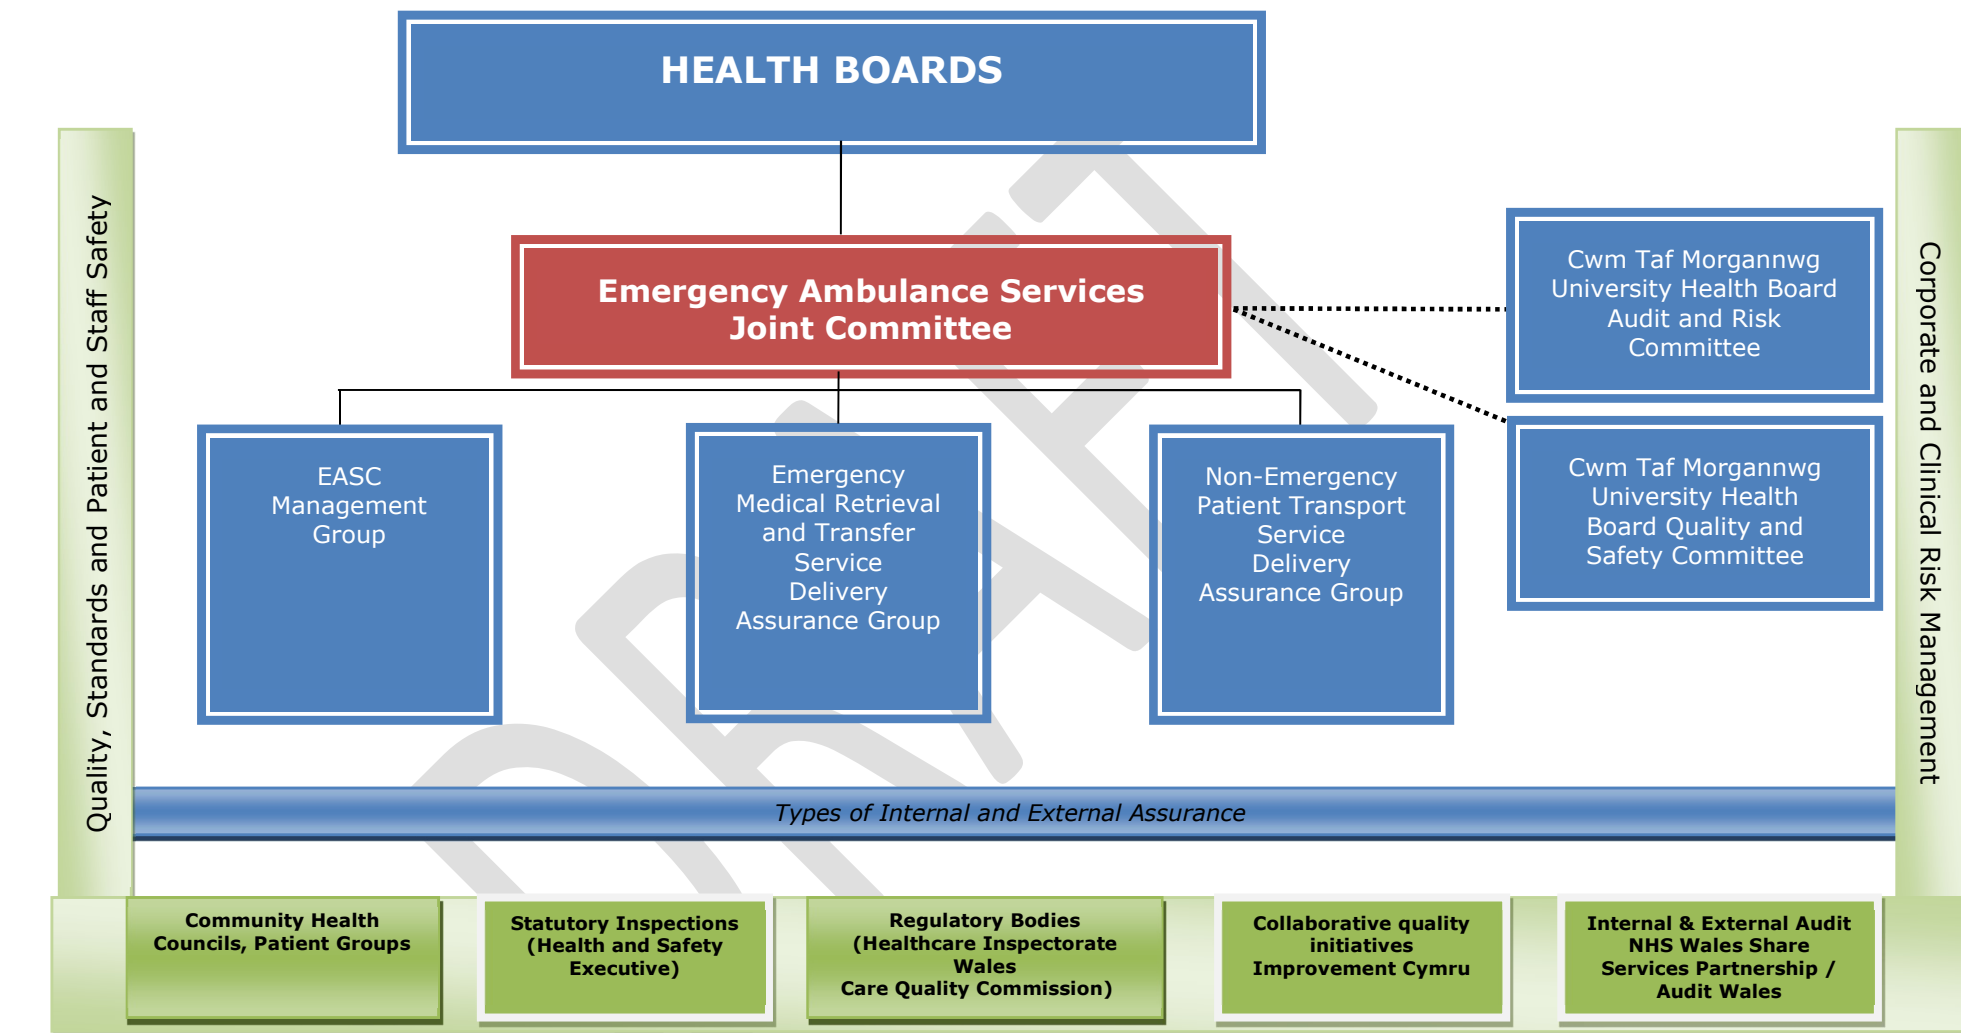 HEALTH BOARDS
Quality, Standards and Patient and Staff Safety
Emergency Ambulance Services
Joint Committee
Cwm Taf Morgannwg
University Health Board
Audit and Risk
Committee
Corporate and Clinical Risk Management
EASC
Management
Group
Emergency
Medical Retrieval
and Transfer
Service
Delivery
Assurance Group
Non-Emergency
Patient Transport
Service
Delivery
Assurance Group
Cwm Taf Morgannwg
University Health
Board Quality and
Safety Committee
DRAFT
Types of Internal and External Assurance
Community Health
Councils, Patient Groups
Statutory Inspections
(Health and Safety
Executive)
Regulatory Bodies
(Healthcare Inspectorate
Wales
Care Quality Commission)
Collaborative quality
initiatives
Improvement Cymru
Internal & External Audit
NHS Wales Share
Services Partnership /
Audit Wales